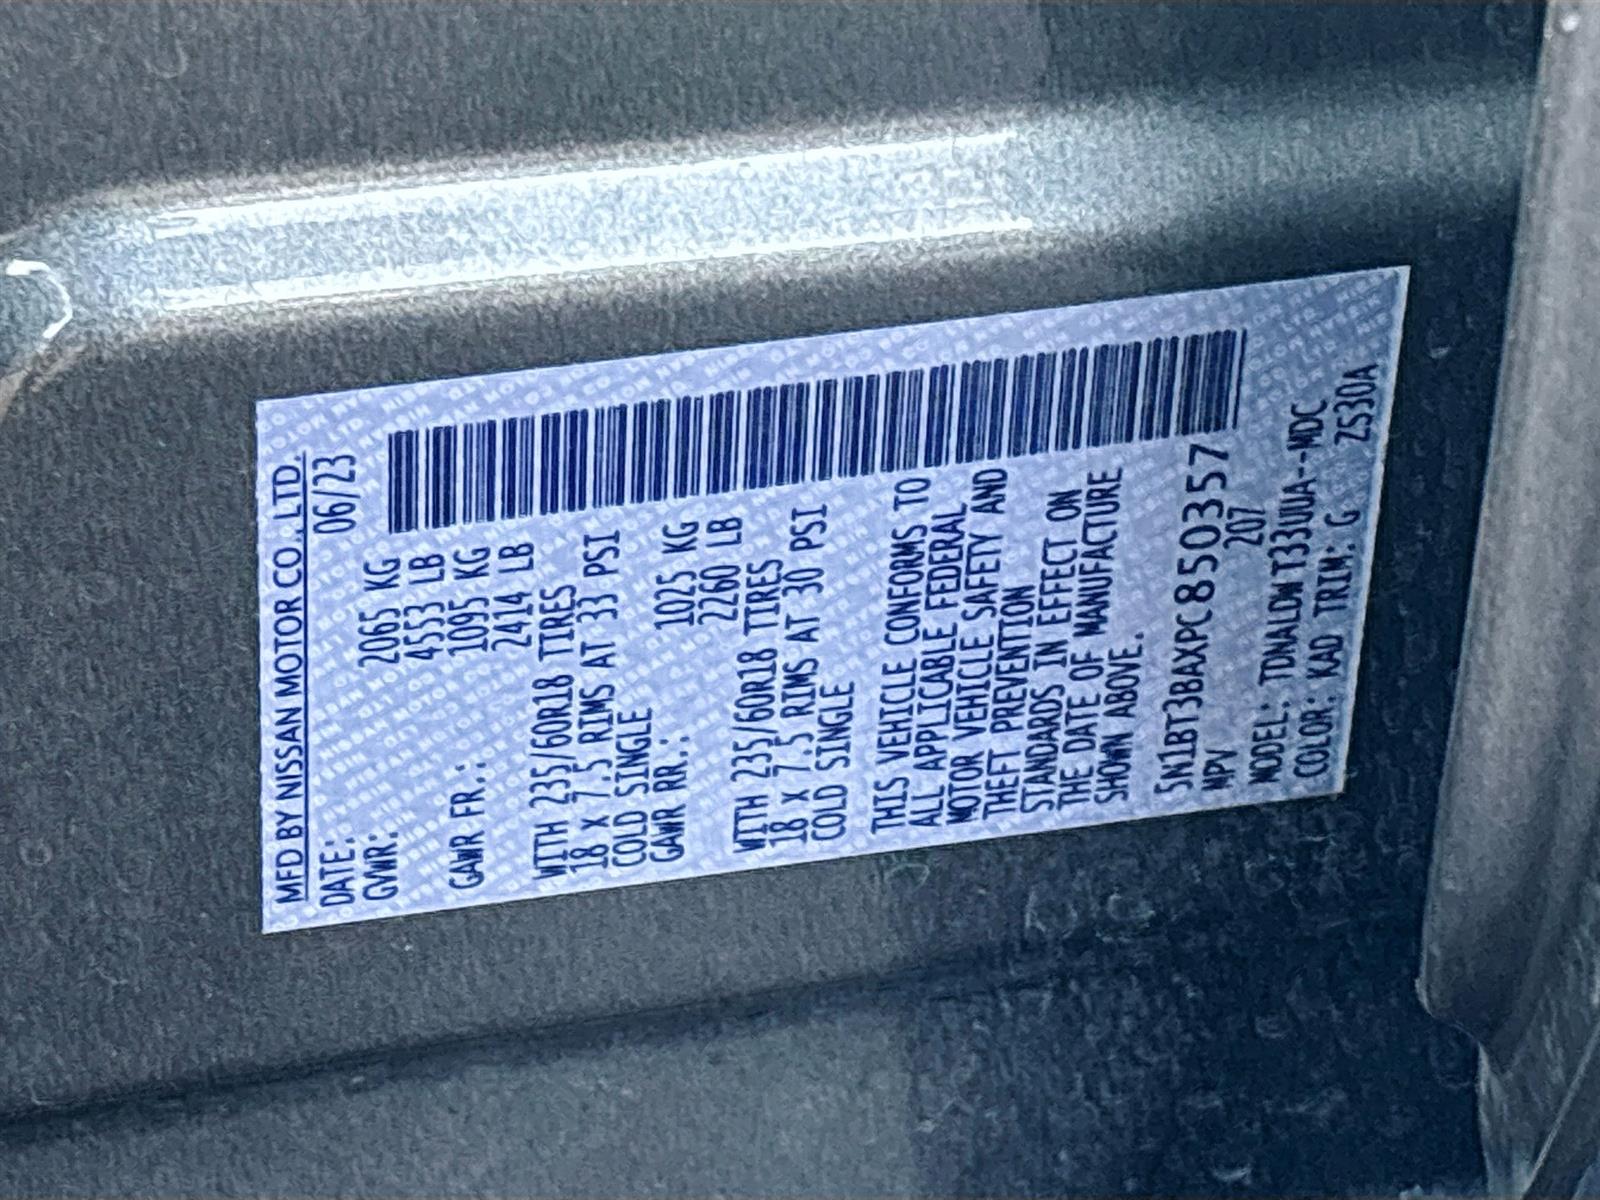 MFD BY NISSAN MOTOR CO., LTD.
DATE: 06/23
GVWR: 2065 KG
4553 LB
GAWR FR.: 1095 KG
2414 LB
WITH 235/60R18 TIRES
18 X 7.5 RIMS AT 33 PSI
COLD SINGLE
GAWR RR.: 1025 KG
2260 LB
WITH 235/60R18 TIRES
18 X 7.5 RIMS AT 30 PSI
COLD SINGLE
THIS VEHICLE CONFORMS TO
ALL APPLICABLE FEDERAL
MOTOR VEHICLE SAFETY AND
THEFT PREVENTION
STANDARDS IN EFFECT ON
THE DATE OF MANUFACTURE
SHOWN ABOVE.
5N1BT3BAXPC850357
MPV 207
MODEL: TDNALDWT33UUA--MDC
COLOR: KAD TRIM: G ZS30A